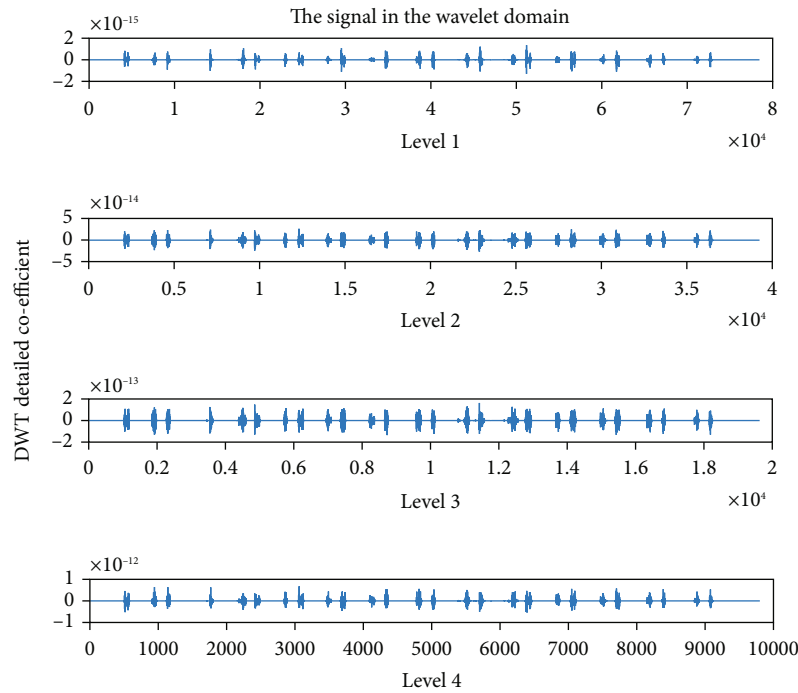 The signal in the wavelet domain
×10⁻¹⁵
2
0
−2
0 1 2 3 4 5 6 7 8
Level 1 ×10⁴
×10⁻¹⁴
5
0
−5
0 0.5 1 1.5 2 2.5 3 3.5 4
Level 2 ×10⁴
DWT detailed co-efficient
×10⁻¹³
2
0
−2
0 0.2 0.4 0.6 0.8 1 1.2 1.4 1.6 1.8 2
Level 3 ×10⁴
×10⁻¹²
1
0
−1
0 1000 2000 3000 4000 5000 6000 7000 8000 9000 10000
Level 4